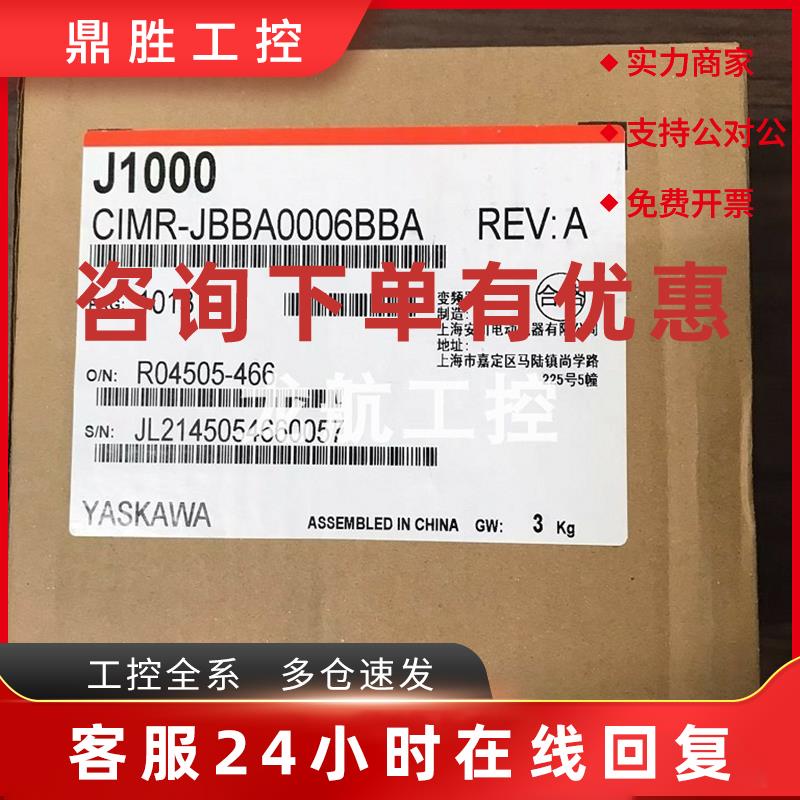 鼎胜工控
实力商家
支持公对公
免费开票
J1000
CIMR-JBBA0006BBA REV: A
咨询下单有优惠
变频
制造:
上海安川电动机器有限公司
地址:
上海市嘉定区马陆镇尚学路
225号5幢
合格
O/N: R04505-466
龙航工控
S/N: JL2145054660057
YASKAWA
ASSEMBLED IN CHINA GW: 3 Kg
工控全系 多仓速发
客服24小时在线回复